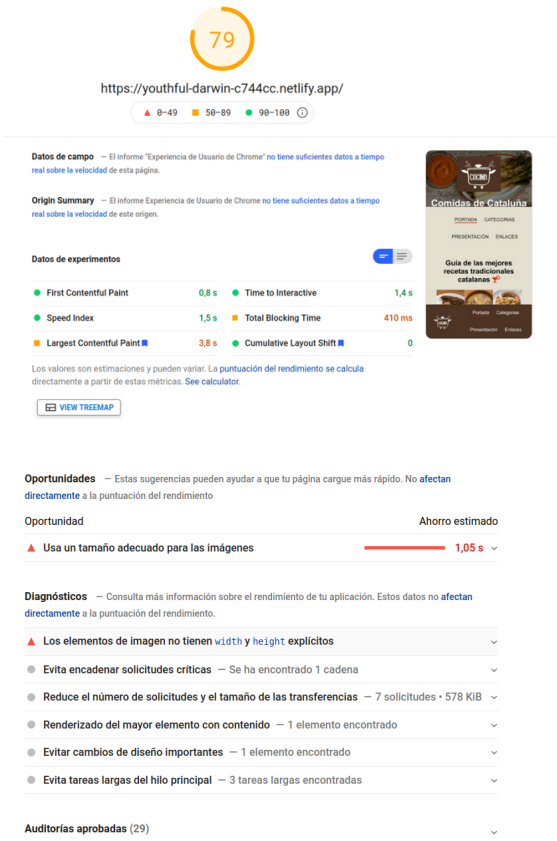 79
https://youthful-darwin-c744cc.netlify.app/
0–49 50–89 90–100
Datos de campo — El informe "Experiencia de Usuario de Chrome" no tiene suficientes datos a tiempo
real sobre la velocidad de esta página.
Origin Summary — El informe Experiencia de Usuario de Chrome no tiene suficientes datos a tiempo
real sobre la velocidad de este origen.
Datos de experimentos
First Contentful Paint 0,8 s Time to Interactive 1,4 s
Speed Index 1,5 s Total Blocking Time 410 ms
Largest Contentful Paint 3,8 s Cumulative Layout Shift 0
Los valores son estimaciones y pueden variar. La puntuación del rendimiento se calcula
directamente a partir de estas métricas. See calculator.
VIEW TREEMAP
COCINA
Comidas de Cataluña
PORTADA CATEGORIAS
PRESENTACIÓN ENLACES
Guía de las mejores
recetas tradicionales
catalanas
Portada Categorias
Presentación Enlaces
Oportunidades — Estas sugerencias pueden ayudar a que tu página cargue más rápido. No afectan
directamente a la puntuación del rendimiento
Oportunidad Ahorro estimado
Usa un tamaño adecuado para las imágenes 1,05 s
Diagnósticos — Consulta más información sobre el rendimiento de tu aplicación. Estos datos no afectan
directamente a la puntuación del rendimiento.
Los elementos de imagen no tienen width y height explícitos
Evita encadenar solicitudes críticas — Se ha encontrado 1 cadena
Reduce el número de solicitudes y el tamaño de las transferencias — 7 solicitudes • 578 KiB
Renderizado del mayor elemento con contenido — 1 elemento encontrado
Evitar cambios de diseño importantes — 1 elemento encontrado
Evita tareas largas del hilo principal — 3 tareas largas encontradas
Auditorías aprobadas (29)